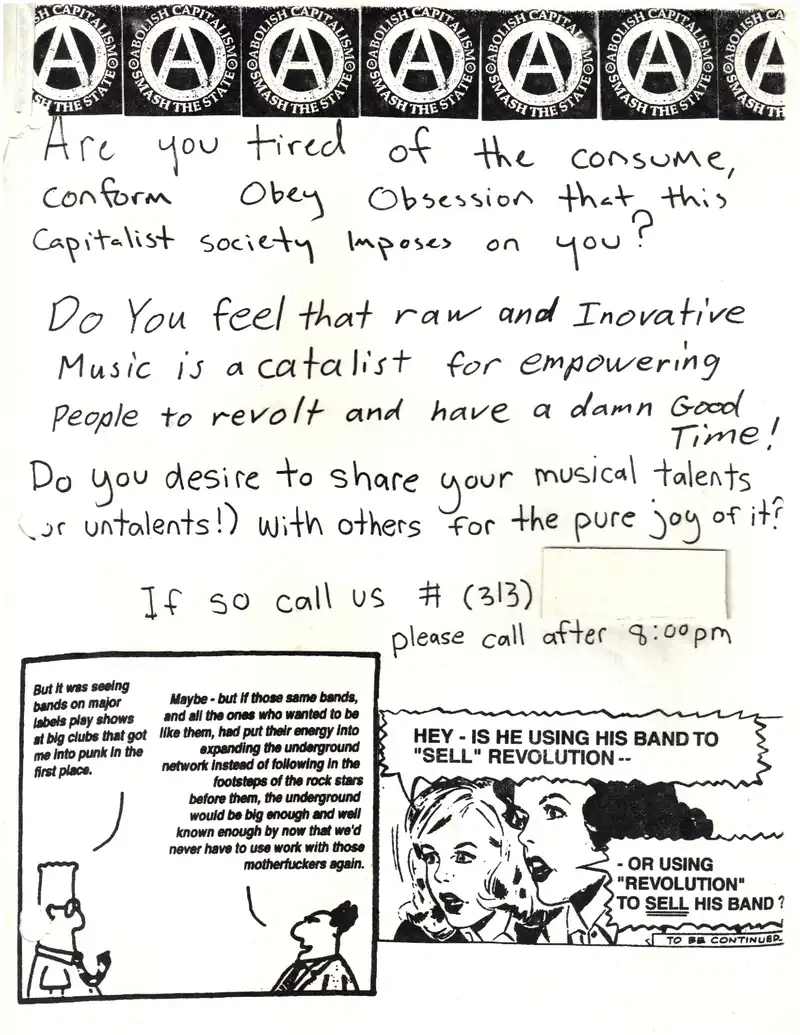 ABOLISH CAPITALISM SMASH THE STATE
ABOLISH CAPITALISM SMASH THE STATE
ABOLISH CAPITALISM SMASH THE STATE
ABOLISH CAPITALISM SMASH THE STATE
ABOLISH CAPITALISM SMASH THE STATE
ABOLISH CAPITALISM SMASH THE STATE
ABOLISH CA SMASH THE
Are you tired of the consume,
conform Obey Obsession that this
Capitalist society Imposes on you?
Do You feel that raw and Inovative
Music is a catalist for empowering
People to revolt and have a damn Good
Time!
Do you desire to share your musical talents
(or untalents!) with others for the pure joy of it?
If so call us # (313)
please call after 8:00pm
But it was seeing
bands on major
labels play shows
at big clubs that got
me into punk in the
first place.
Maybe - but if those same bands,
and all the ones who wanted to be
like them, had put their energy into
expanding the underground
network instead of following in the
footsteps of the rock stars
before them, the underground
would be big enough and well
known enough by now that we'd
never have to use work with those
motherfuckers again.
HEY - IS HE USING HIS BAND TO
"SELL" REVOLUTION --
- OR USING
"REVOLUTION"
TO SELL HIS BAND ?
TO BE CONTINUED